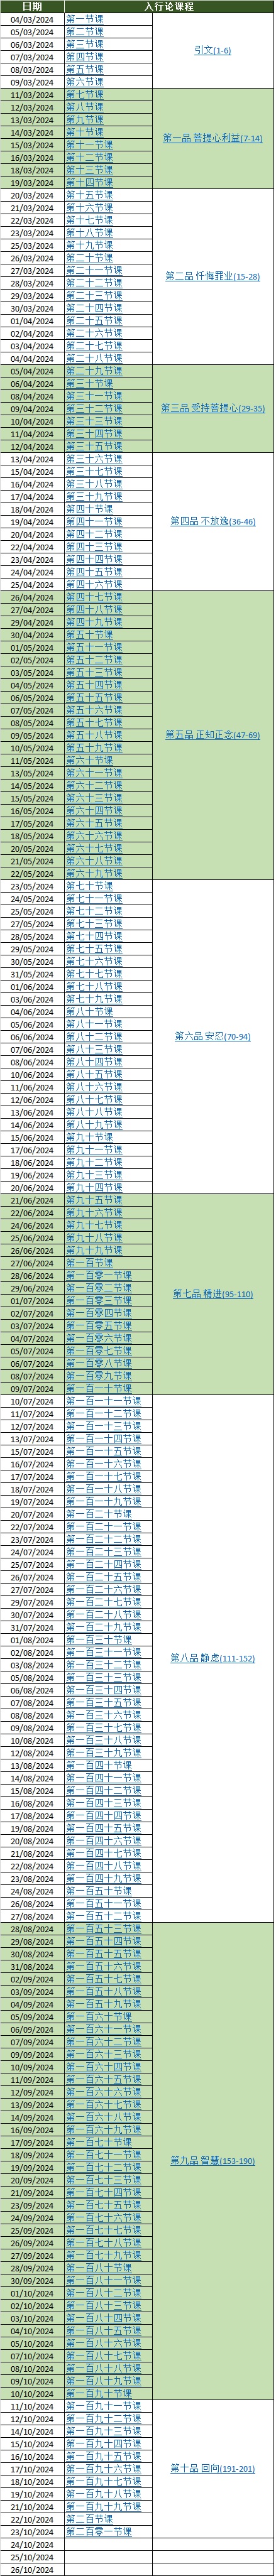 日期 入行论课程
04/03/2024 第一节课
05/03/2024 第二节课
06/03/2024 第三节课
引文(1-6)
07/03/2024 第四节课
08/03/2024 第五节课
09/03/2024 第六节课
11/03/2024 第七节课
12/03/2024 第八节课
13/03/2024 第九节课
14/03/2024 第十节课
第一品 菩提心利益(7-14)
15/03/2024 第十一节课
16/03/2024 第十二节课
18/03/2024 第十三节课
19/03/2024 第十四节课
20/03/2024 第十五节课
21/03/2024 第十六节课
22/03/2024 第十七节课
23/03/2024 第十八节课
25/03/2024 第十九节课
26/03/2024 第二十节课
27/03/2024 第二十一节课
第二品 忏悔罪业(15-28)
28/03/2024 第二十二节课
29/03/2024 第二十三节课
30/03/2024 第二十四节课
01/04/2024 第二十五节课
02/04/2024 第二十六节课
03/04/2024 第二十七节课
04/04/2024 第二十八节课
05/04/2024 第二十九节课
06/04/2024 第三十节课
08/04/2024 第三十一节课
09/04/2024 第三十二节课 第三品 受持菩提心(29-35)
10/04/2024 第三十三节课
11/04/2024 第三十四节课
12/04/2024 第三十五节课
13/04/2024 第三十六节课
15/04/2024 第三十七节课
16/04/2024 第三十八节课
17/04/2024 第三十九节课
18/04/2024 第四十节课
19/04/2024 第四十一节课 第四品 不放逸(36-46)
20/04/2024 第四十二节课
22/04/2024 第四十三节课
23/04/2024 第四十四节课
24/04/2024 第四十五节课
25/04/2024 第四十六节课
26/04/2024 第四十七节课
27/04/2024 第四十八节课
29/04/2024 第四十九节课
30/04/2024 第五十节课
01/05/2024 第五十一节课
02/05/2024 第五十二节课
03/05/2024 第五十三节课
04/05/2024 第五十四节课
06/05/2024 第五十五节课
07/05/2024 第五十六节课
08/05/2024 第五十七节课
09/05/2024 第五十八节课 第五品 正知正念(47-69)
10/05/2024 第五十九节课
11/05/2024 第六十节课
13/05/2024 第六十一节课
14/05/2024 第六十二节课
15/05/2024 第六十三节课
16/05/2024 第六十四节课
17/05/2024 第六十五节课
18/05/2024 第六十六节课
20/05/2024 第六十七节课
21/05/2024 第六十八节课
22/05/2024 第六十九节课
23/05/2024 第七十节课
24/05/2024 第七十一节课
25/05/2024 第七十二节课
27/05/2024 第七十三节课
28/05/2024 第七十四节课
29/05/2024 第七十五节课
30/05/2024 第七十六节课
31/05/2024 第七十七节课
01/06/2024 第七十八节课
03/06/2024 第七十九节课
04/06/2024 第八十节课
05/06/2024 第八十一节课
06/06/2024 第八十二节课 第六品 安忍(70-94)
07/06/2024 第八十三节课
08/06/2024 第八十四节课
10/06/2024 第八十五节课
11/06/2024 第八十六节课
12/06/2024 第八十七节课
13/06/2024 第八十八节课
14/06/2024 第八十九节课
15/06/2024 第九十节课
17/06/2024 第九十一节课
18/06/2024 第九十二节课
19/06/2024 第九十三节课
20/06/2024 第九十四节课
21/06/2024 第九十五节课
22/06/2024 第九十六节课
24/06/2024 第九十七节课
25/06/2024 第九十八节课
26/06/2024 第九十九节课
27/06/2024 第一百节课
28/06/2024 第一百零一节课
29/06/2024 第一百零二节课
第七品 精进(95-110)
01/07/2024 第一百零三节课
02/07/2024 第一百零四节课
03/07/2024 第一百零五节课
04/07/2024 第一百零六节课
05/07/2024 第一百零七节课
06/07/2024 第一百零八节课
08/07/2024 第一百零九节课
09/07/2024 第一百一十节课
10/07/2024 第一百一十一节课
11/07/2024 第一百一十二节课
12/07/2024 第一百一十三节课
13/07/2024 第一百一十四节课
15/07/2024 第一百一十五节课
16/07/2024 第一百一十六节课
17/07/2024 第一百一十七节课
18/07/2024 第一百一十八节课
19/07/2024 第一百一十九节课
20/07/2024 第一百二十节课
22/07/2024 第一百二十一节课
23/07/2024 第一百二十二节课
24/07/2024 第一百二十三节课
25/07/2024 第一百二十四节课
26/07/2024 第一百二十五节课
27/07/2024 第一百二十六节课
29/07/2024 第一百二十七节课
30/07/2024 第一百二十八节课
31/07/2024 第一百二十九节课
01/08/2024 第一百三十节课
02/08/2024 第一百三十一节课
第八品 静虑(111-152)
03/08/2024 第一百三十二节课
05/08/2024 第一百三十三节课
06/08/2024 第一百三十四节课
07/08/2024 第一百三十五节课
08/08/2024 第一百三十六节课
09/08/2024 第一百三十七节课
10/08/2024 第一百三十八节课
12/08/2024 第一百三十九节课
13/08/2024 第一百四十节课
14/08/2024 第一百四十一节课
15/08/2024 第一百四十二节课
16/08/2024 第一百四十三节课
17/08/2024 第一百四十四节课
19/08/2024 第一百四十五节课
20/08/2024 第一百四十六节课
21/08/2024 第一百四十七节课
22/08/2024 第一百四十八节课
23/08/2024 第一百四十九节课
24/08/2024 第一百五十节课
26/08/2024 第一百五十一节课
27/08/2024 第一百五十二节课
28/08/2024 第一百五十三节课
29/08/2024 第一百五十四节课
30/08/2024 第一百五十五节课
31/08/2024 第一百五十六节课
02/09/2024 第一百五十七节课
03/09/2024 第一百五十八节课
04/09/2024 第一百五十九节课
05/09/2024 第一百六十节课
06/09/2024 第一百六十一节课
07/09/2024 第一百六十二节课
09/09/2024 第一百六十三节课
10/09/2024 第一百六十四节课
11/09/2024 第一百六十五节课
12/09/2024 第一百六十六节课
13/09/2024 第一百六十七节课
14/09/2024 第一百六十八节课
16/09/2024 第一百六十九节课
17/09/2024 第一百七十节课
18/09/2024 第一百七十一节课
第九品 智慧(153-190)
19/09/2024 第一百七十二节课
20/09/2024 第一百七十三节课
21/09/2024 第一百七十四节课
23/09/2024 第一百七十五节课
24/09/2024 第一百七十六节课
25/09/2024 第一百七十七节课
26/09/2024 第一百七十八节课
27/09/2024 第一百七十九节课
28/09/2024 第一百八十节课
30/09/2024 第一百八十一节课
01/10/2024 第一百八十二节课
02/10/2024 第一百八十三节课
03/10/2024 第一百八十四节课
04/10/2024 第一百八十五节课
05/10/2024 第一百八十六节课
07/10/2024 第一百八十七节课
08/10/2024 第一百八十八节课
09/10/2024 第一百八十九节课
10/10/2024 第一百九十节课
11/10/2024 第一百九十一节课
12/10/2024 第一百九十二节课
14/10/2024 第一百九十三节课
15/10/2024 第一百九十四节课
16/10/2024 第一百九十五节课
17/10/2024 第一百九十六节课 第十品 回向(191-201)
18/10/2024 第一百九十七节课
19/10/2024 第一百九十八节课
21/10/2024 第一百九十九节课
22/10/2024 第二百节课
23/10/2024 第二百零一节课
24/10/2024
25/10/2024
26/10/2024